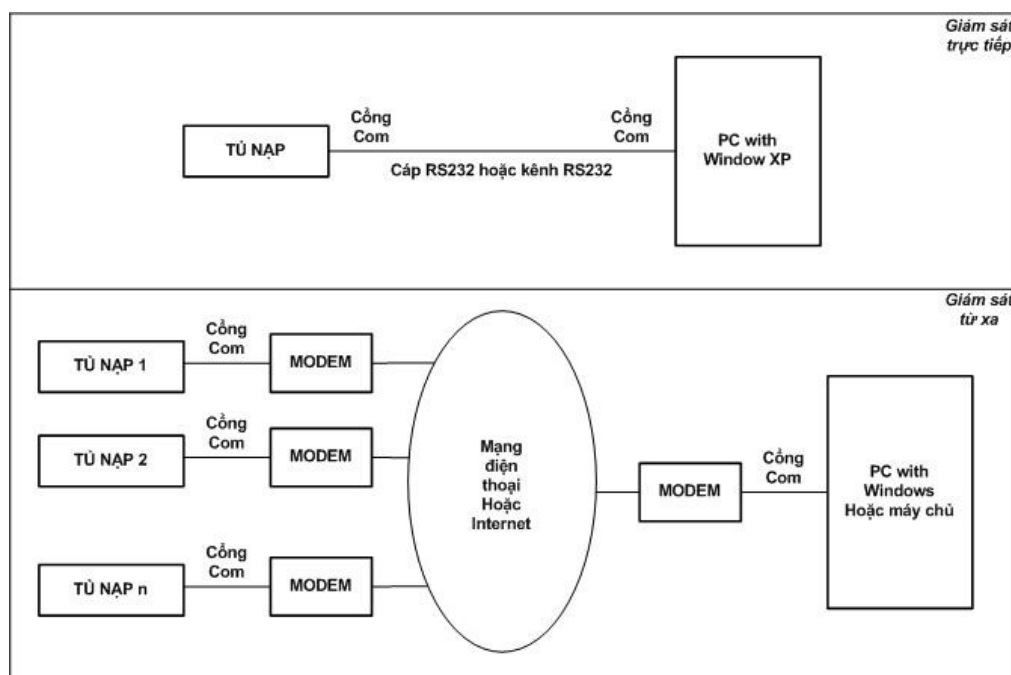 Giám sát
trực tiếp
Cổng
Com
Cổng
Com
TỦ NẠP
PC with
Window XP
Cáp RS232 hoặc kênh RS232
Giám sát
từ xa
Cổng
Com
TỦ NẠP 1
MODEM
Cổng
Com
TỦ NẠP 2
MODEM
Cổng
Com
TỦ NẠP n
MODEM
Mạng
điện
thoại
Hoặc
Internet
MODEM
Cổng
Com
PC with
Windows
Hoặc máy chủ